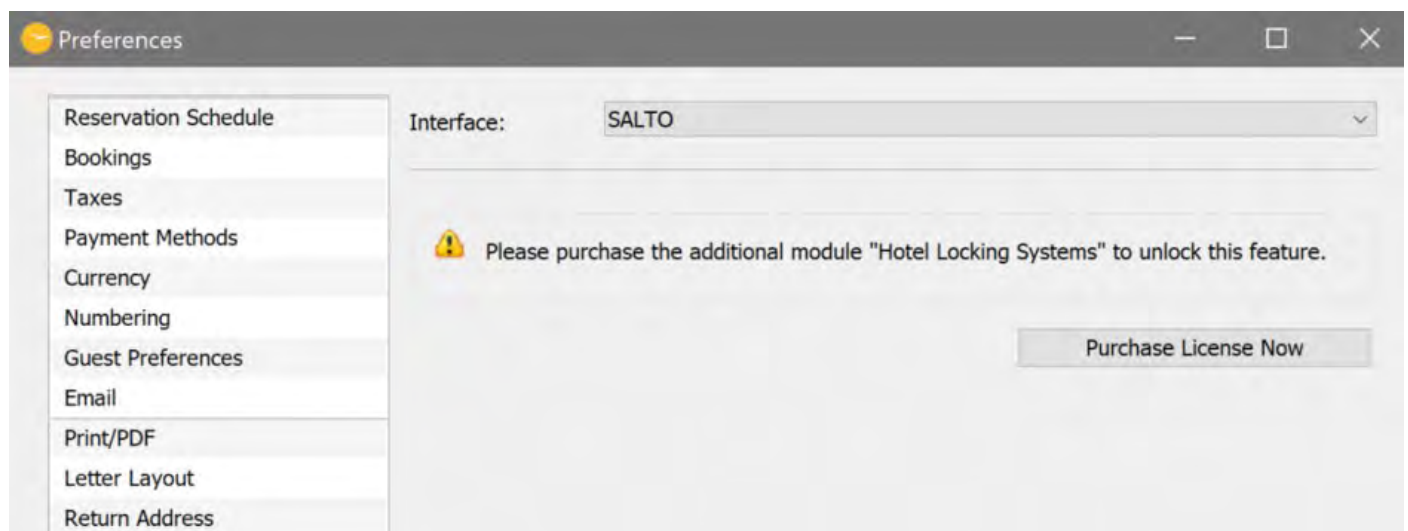 Preferences
Reservation Schedule
Bookings
Taxes
Payment Methods
Currency
Numbering
Guest Preferences
Email
Print/PDF
Letter Layout
Return Address
Interface:
SALTO
Please purchase the additional module "Hotel Locking Systems" to unlock this feature.
Purchase License Now